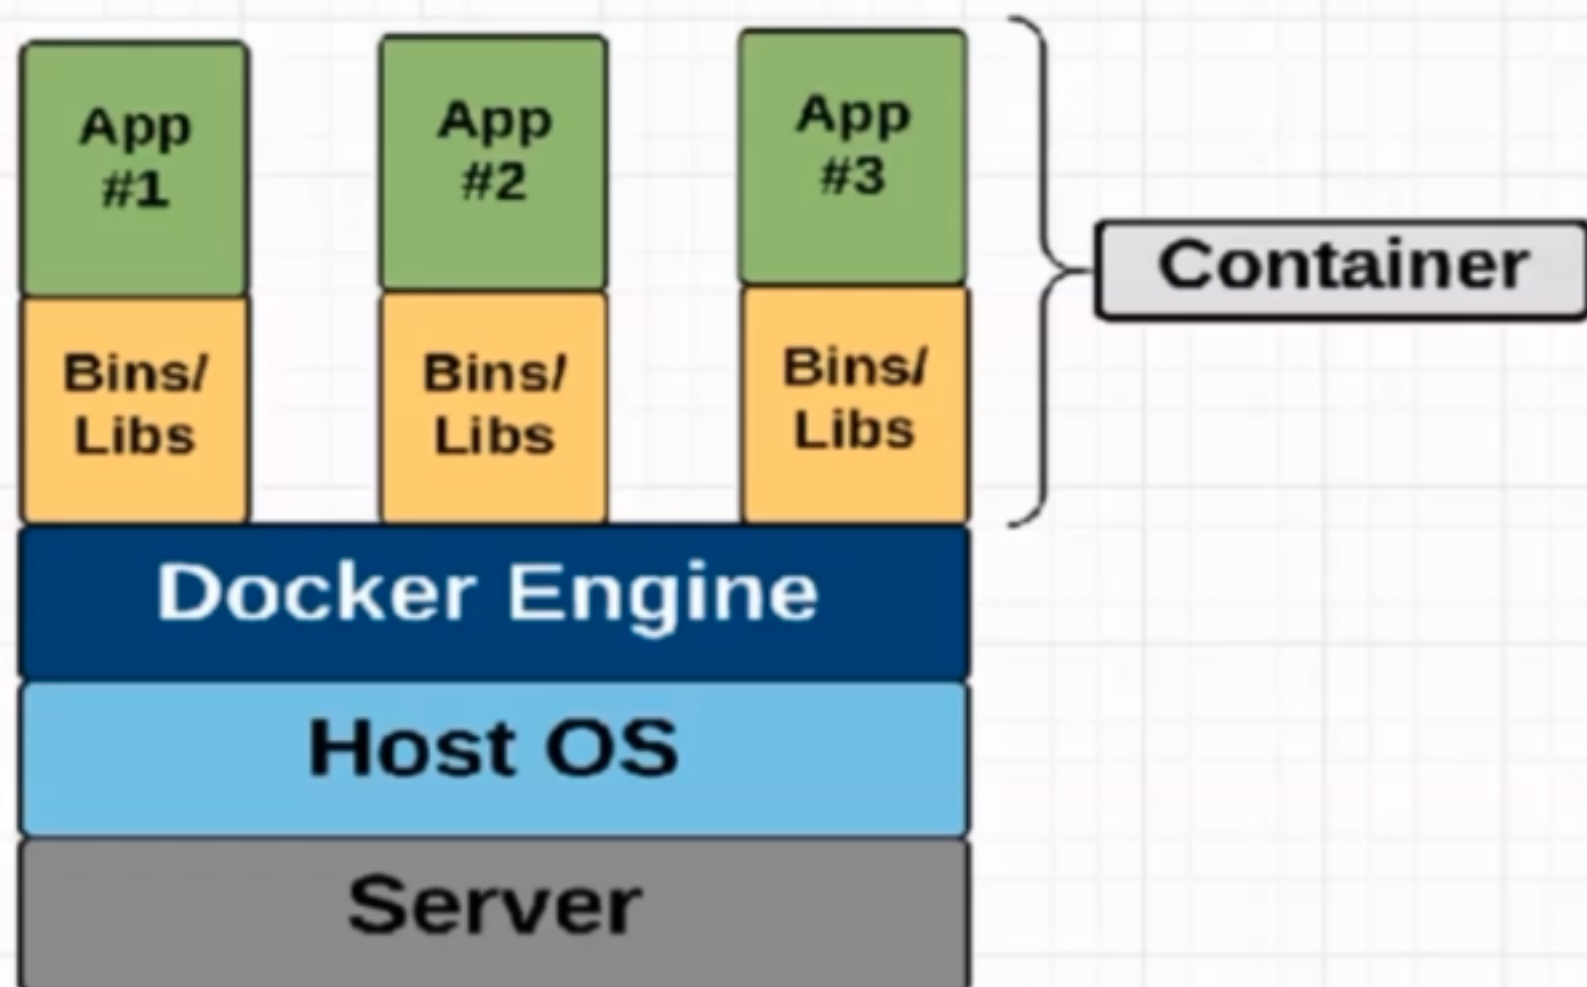 App
#1
App
#2
App
#3
Container
Bins/
Libs
Bins/
Libs
Bins/
Libs
Docker Engine
Host OS
Server